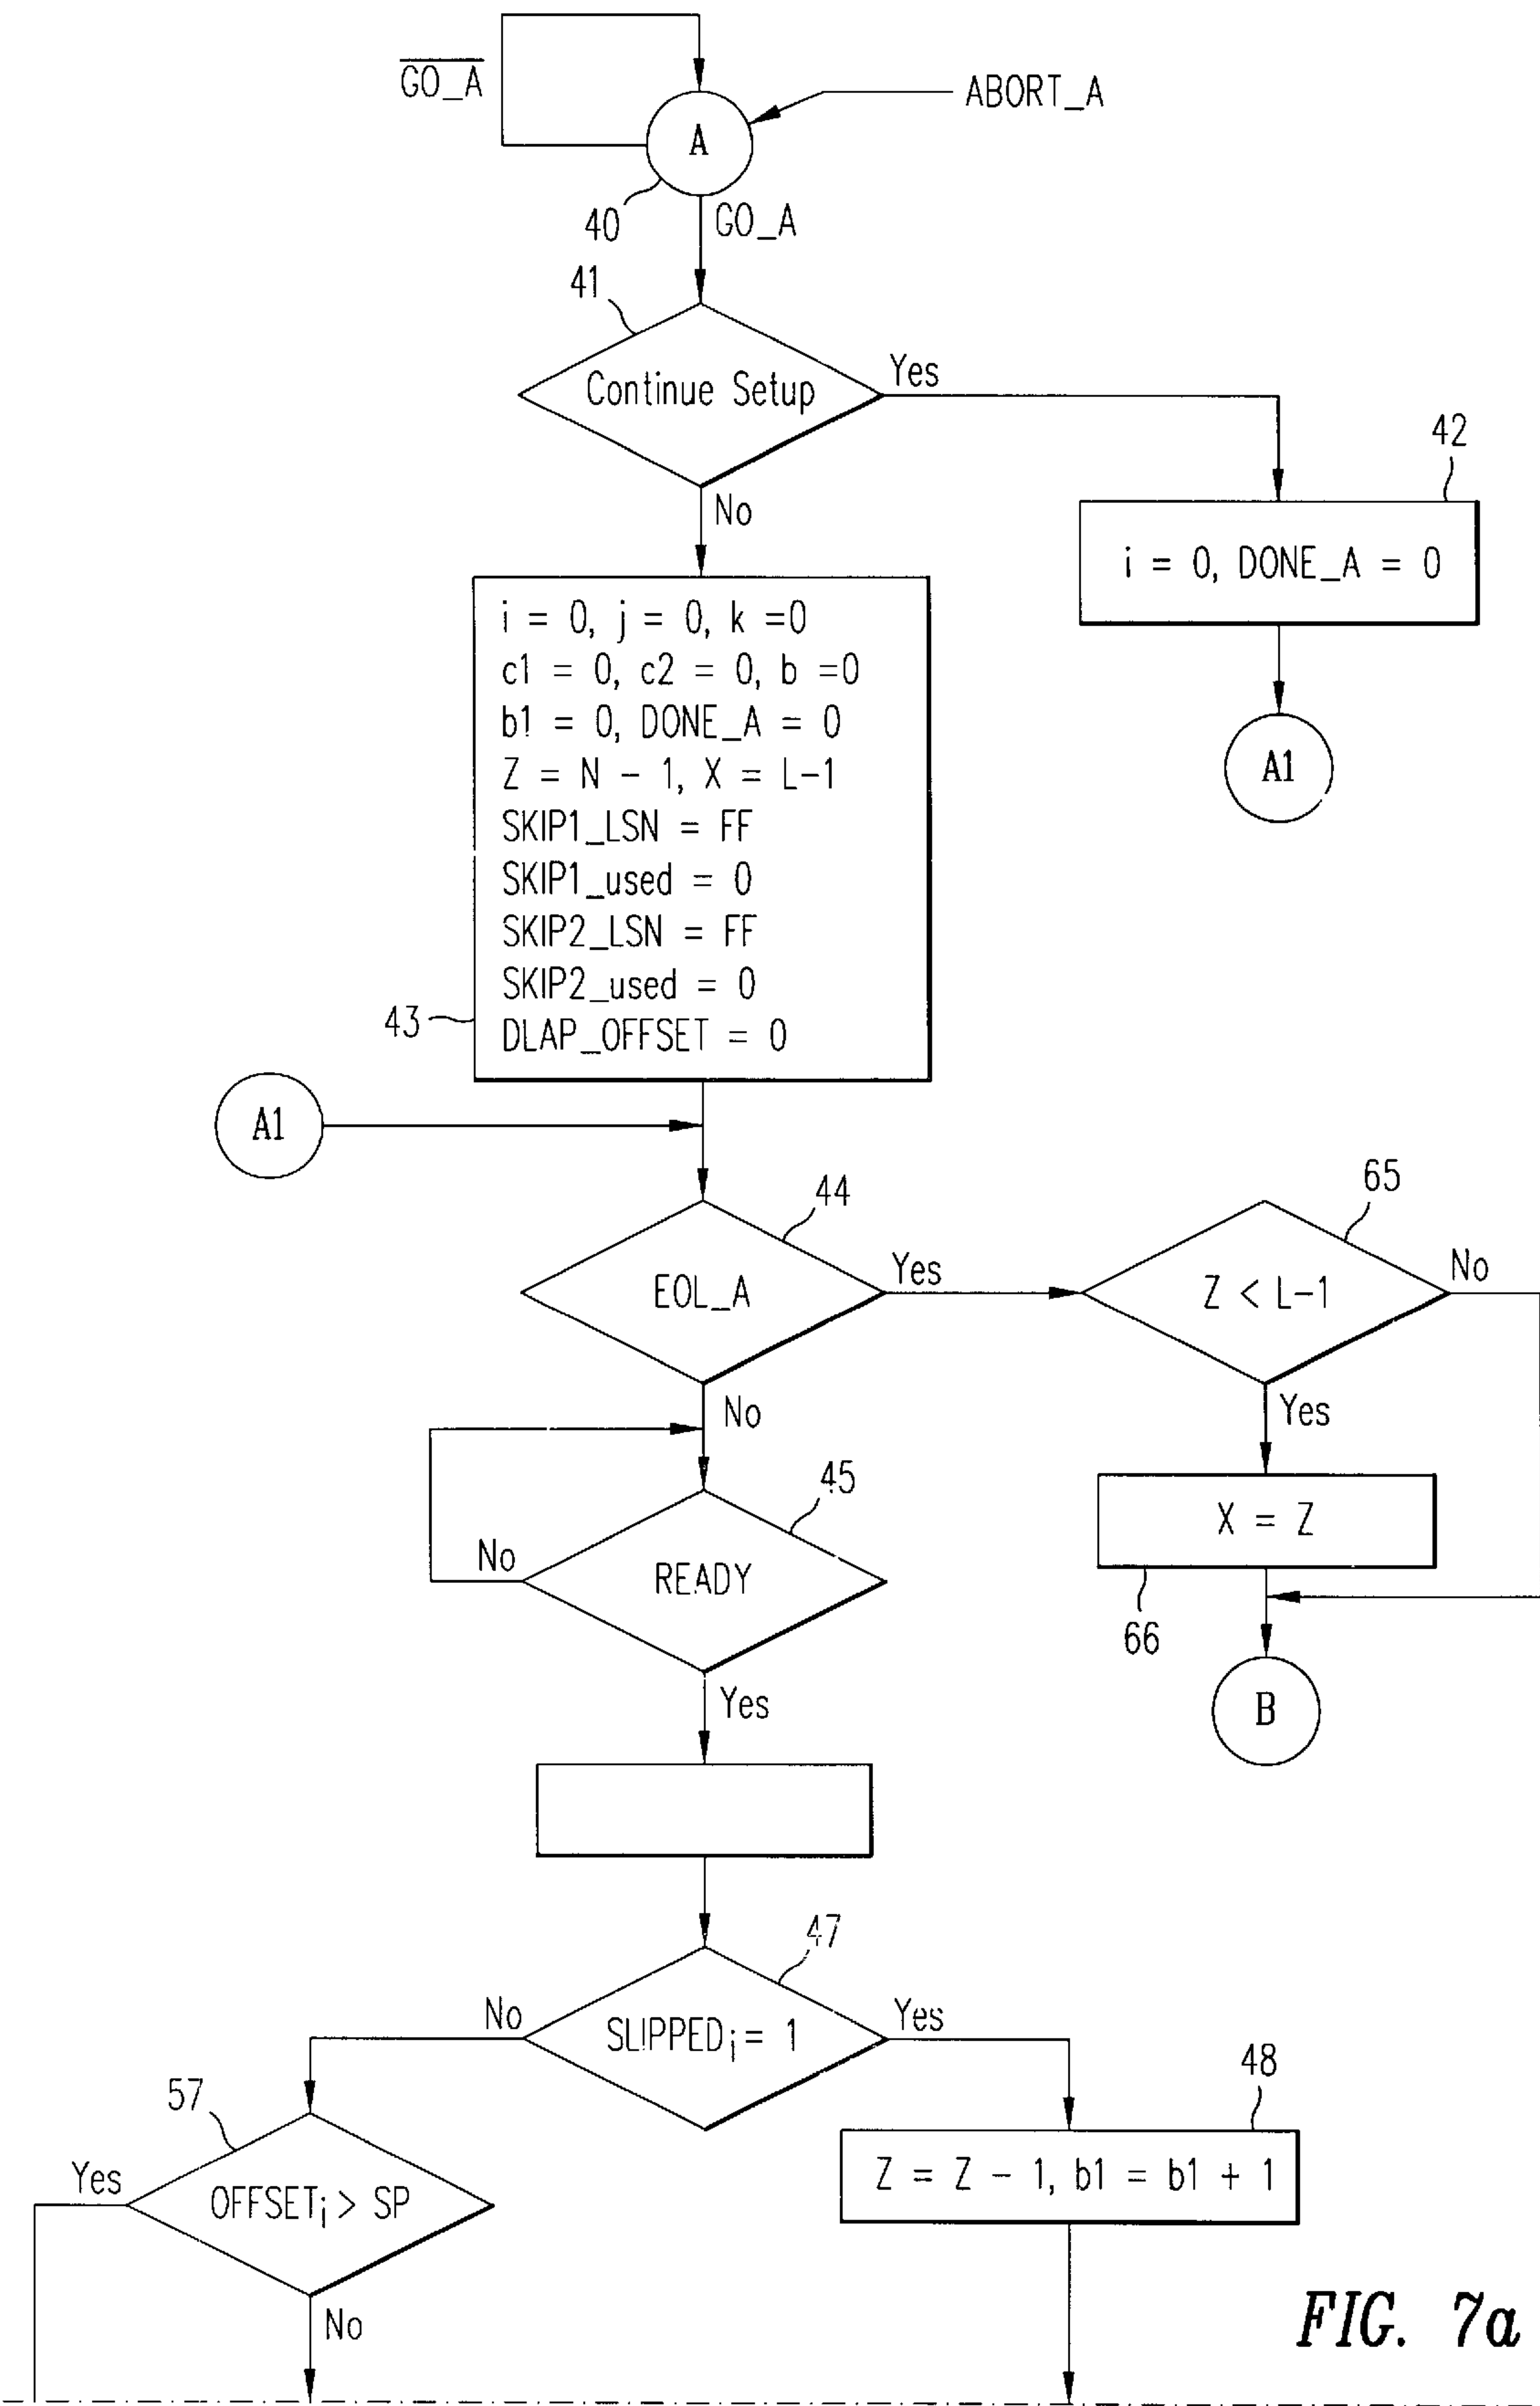 GO_A
ABORT_A
A
40
GO_A
41
Continue Setup
Yes
42
No
i = 0, DONE_A = 0
i = 0, j = 0, k =0
c1 = 0, c2 = 0, b =0
b1 = 0, DONE_A = 0
Z = N - 1, X = L-1
SKIP1_LSN = FF
SKIP1_used = 0
SKIP2_LSN = FF
SKIP2_used = 0
DLAP_OFFSET = 0
43
A1
A1
44
65
EOL_A
Yes
Z < L-1
No
No
Yes
45
X = Z
No
READY
66
Yes
B
47
No
SLIPPEDi = 1
Yes
48
57
Z = Z - 1, b1 = b1 + 1
Yes
OFFSETi > SP
No
FIG. 7a